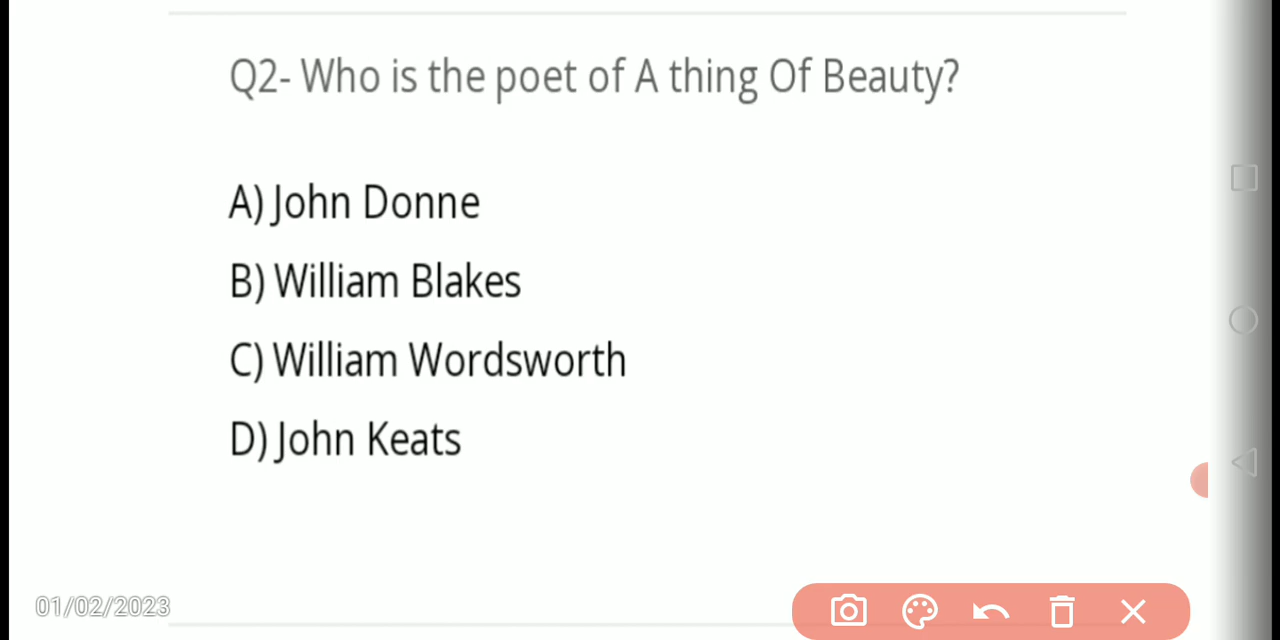 Q2- Who is the poet of A thing Of Beauty?
A) John Donne
B) William Blakes
C) William Wordsworth
D) John Keats
01/02/2023